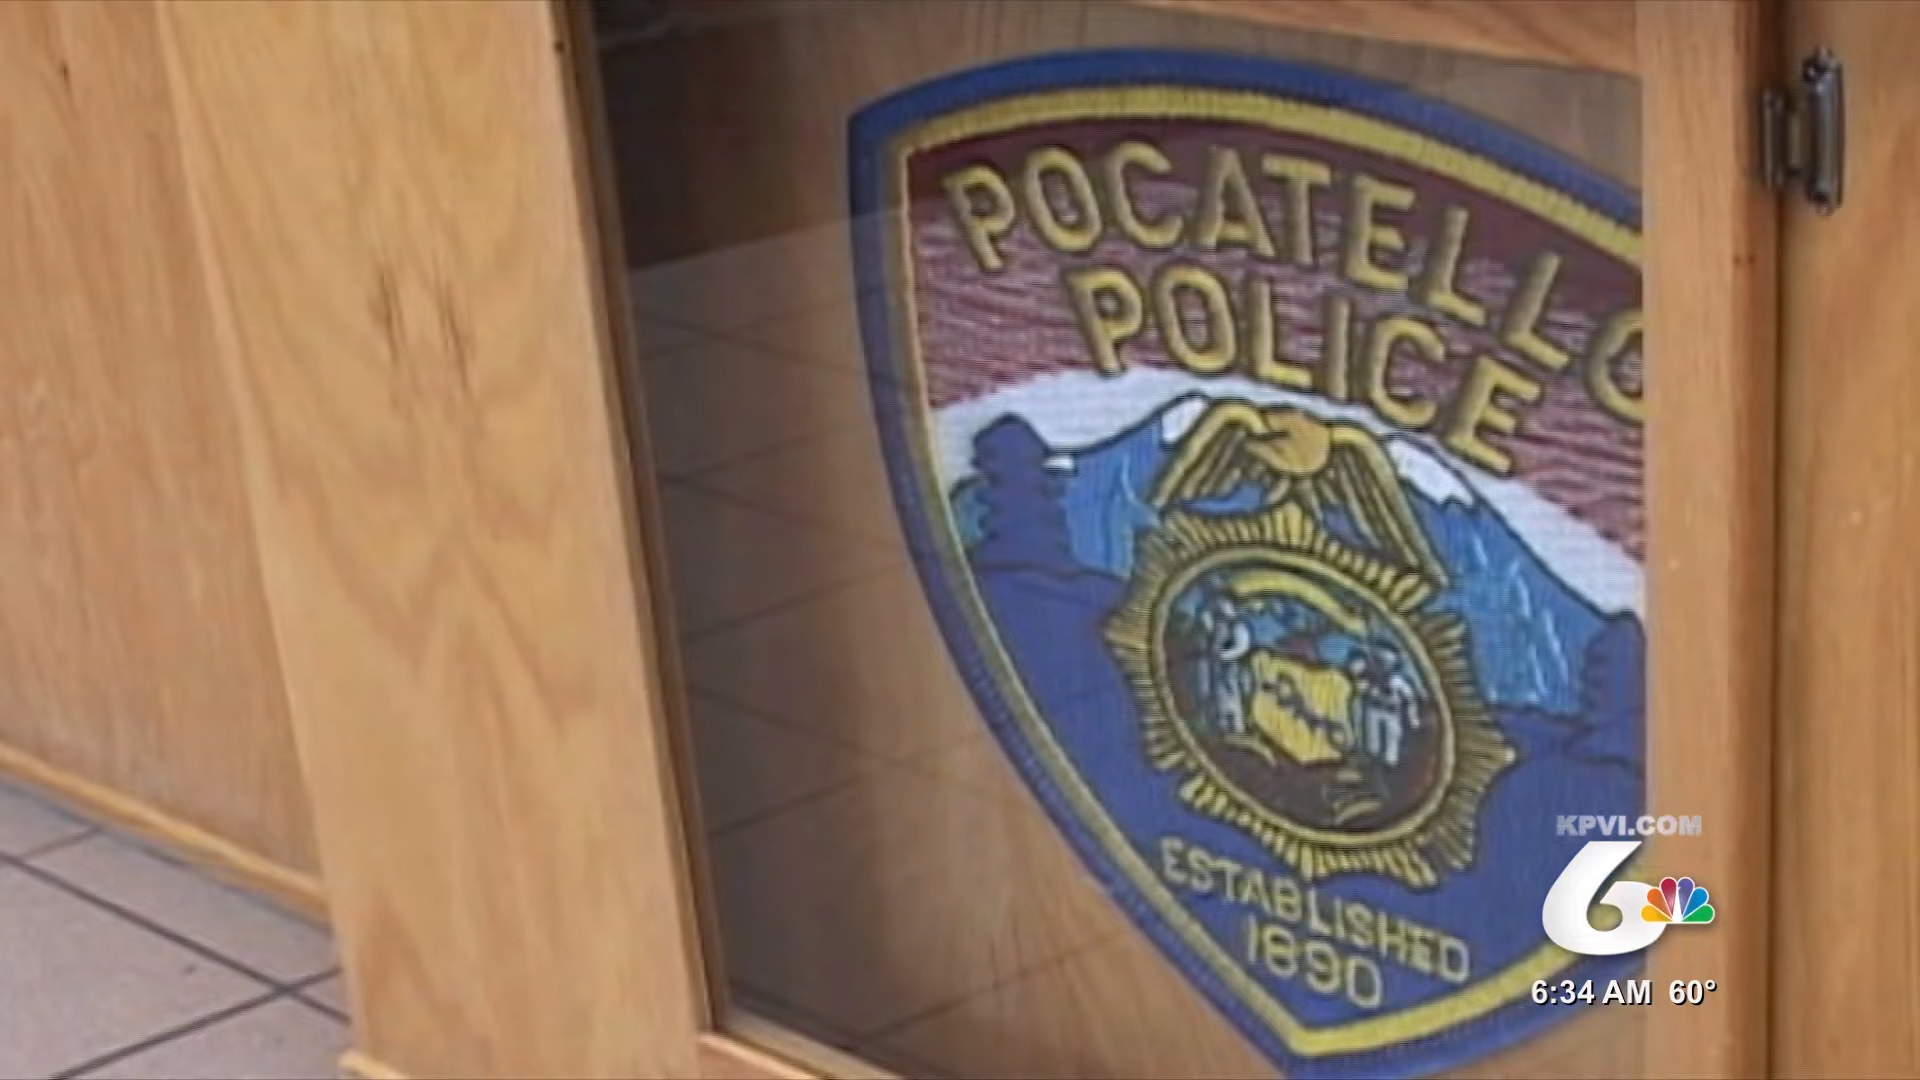 POCATELLO
POLICE
ESTABLISHED
1890
KPVI.COM
6
6:34 AM 60°